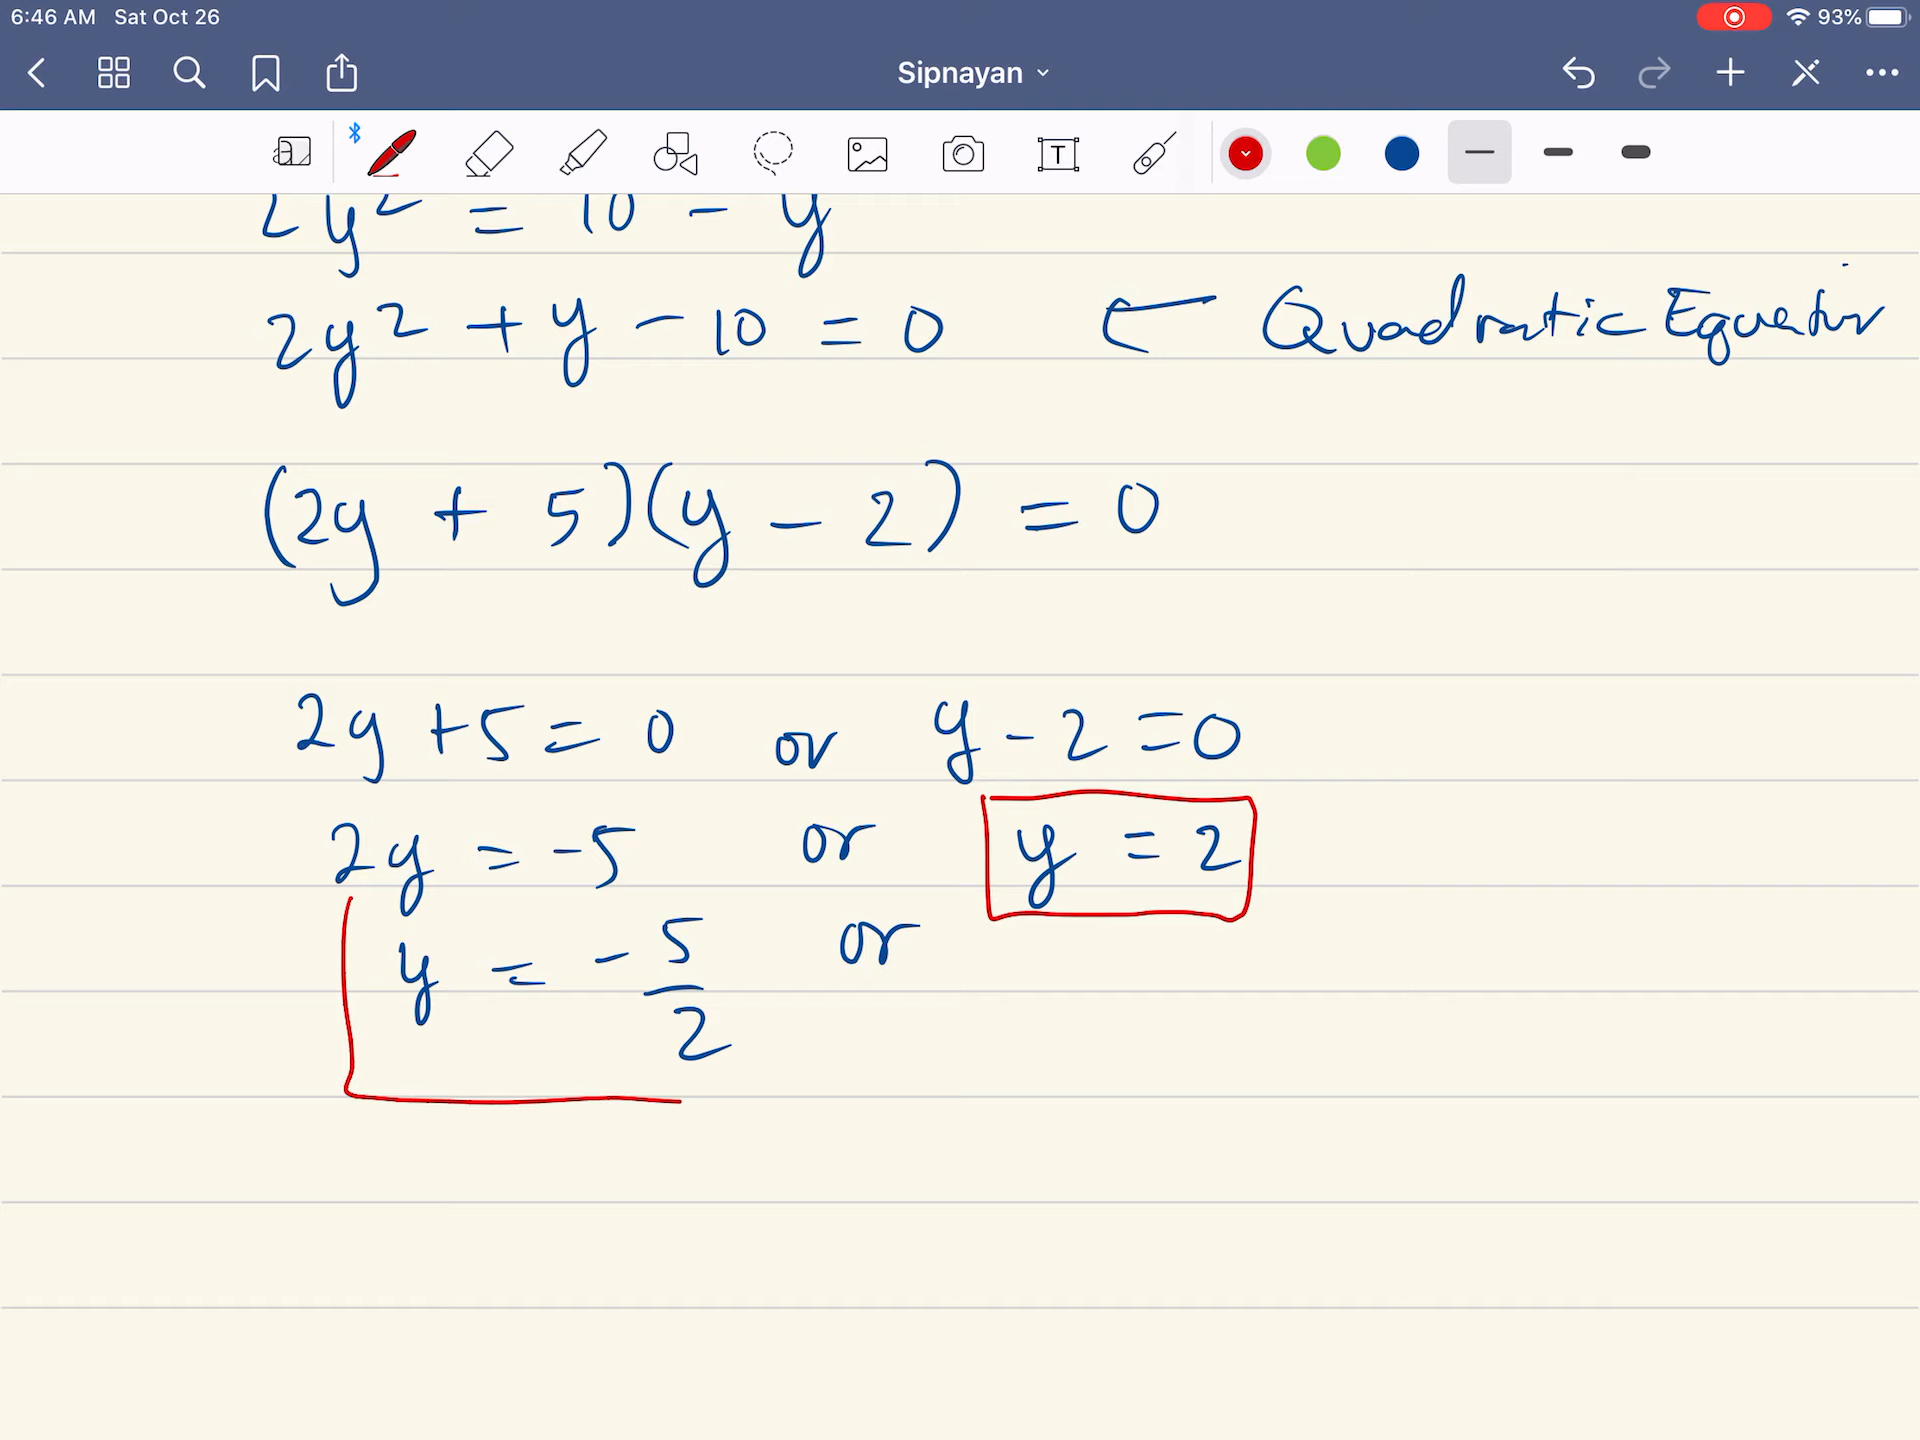 6:46 AM Sat Oct 26 93%
Sipnayan
T
2y² = 10 - y
2y² + y - 10 = 0 ← Quadratic Equation
(2y + 5)(y - 2) = 0
2y + 5 = 0 or y - 2 = 0
2y = -5 or y = 2
y = - 5/2 or